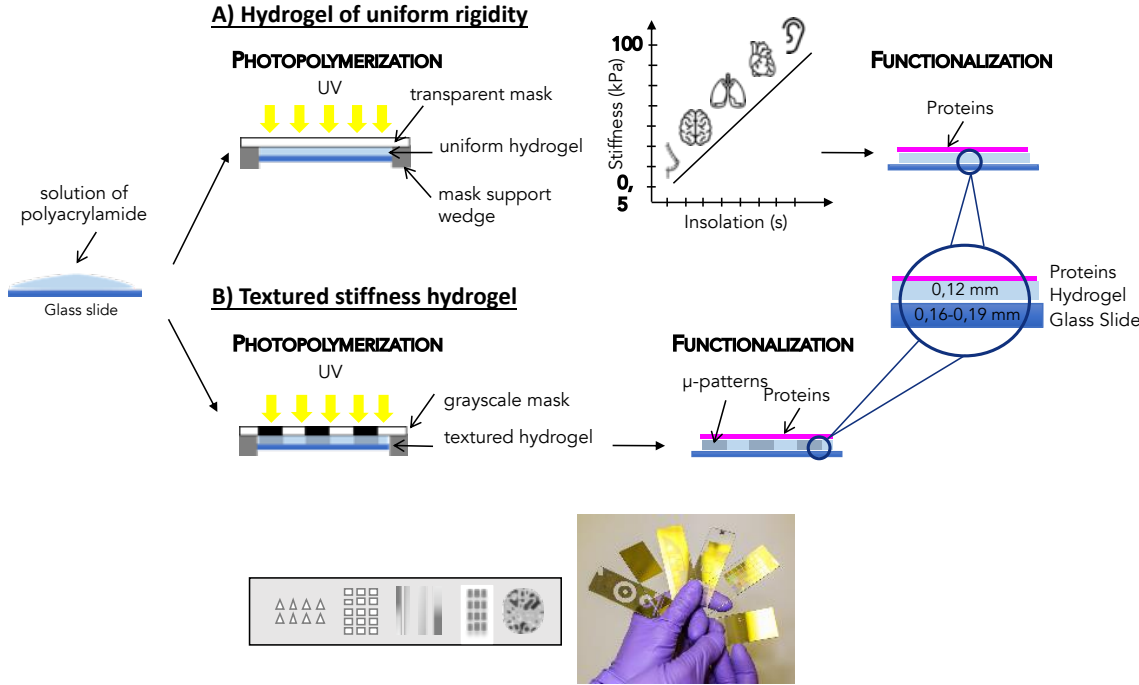 A) Hydrogel of uniform rigidity
PHOTOPOLYMERIZATION
UV
transparent mask
uniform hydrogel
mask support
wedge
solution of
polyacrylamide
Glass slide
100
Stiffness (kPa)
0,
5
Insolation (s)
FUNCTIONALIZATION
Proteins
Proteins
0,12 mm
Hydrogel
0,16-0,19 mm
Glass Slide
B) Textured stiffness hydrogel
PHOTOPOLYMERIZATION
UV
grayscale mask
textured hydrogel
FUNCTIONALIZATION
μ-patterns
Proteins